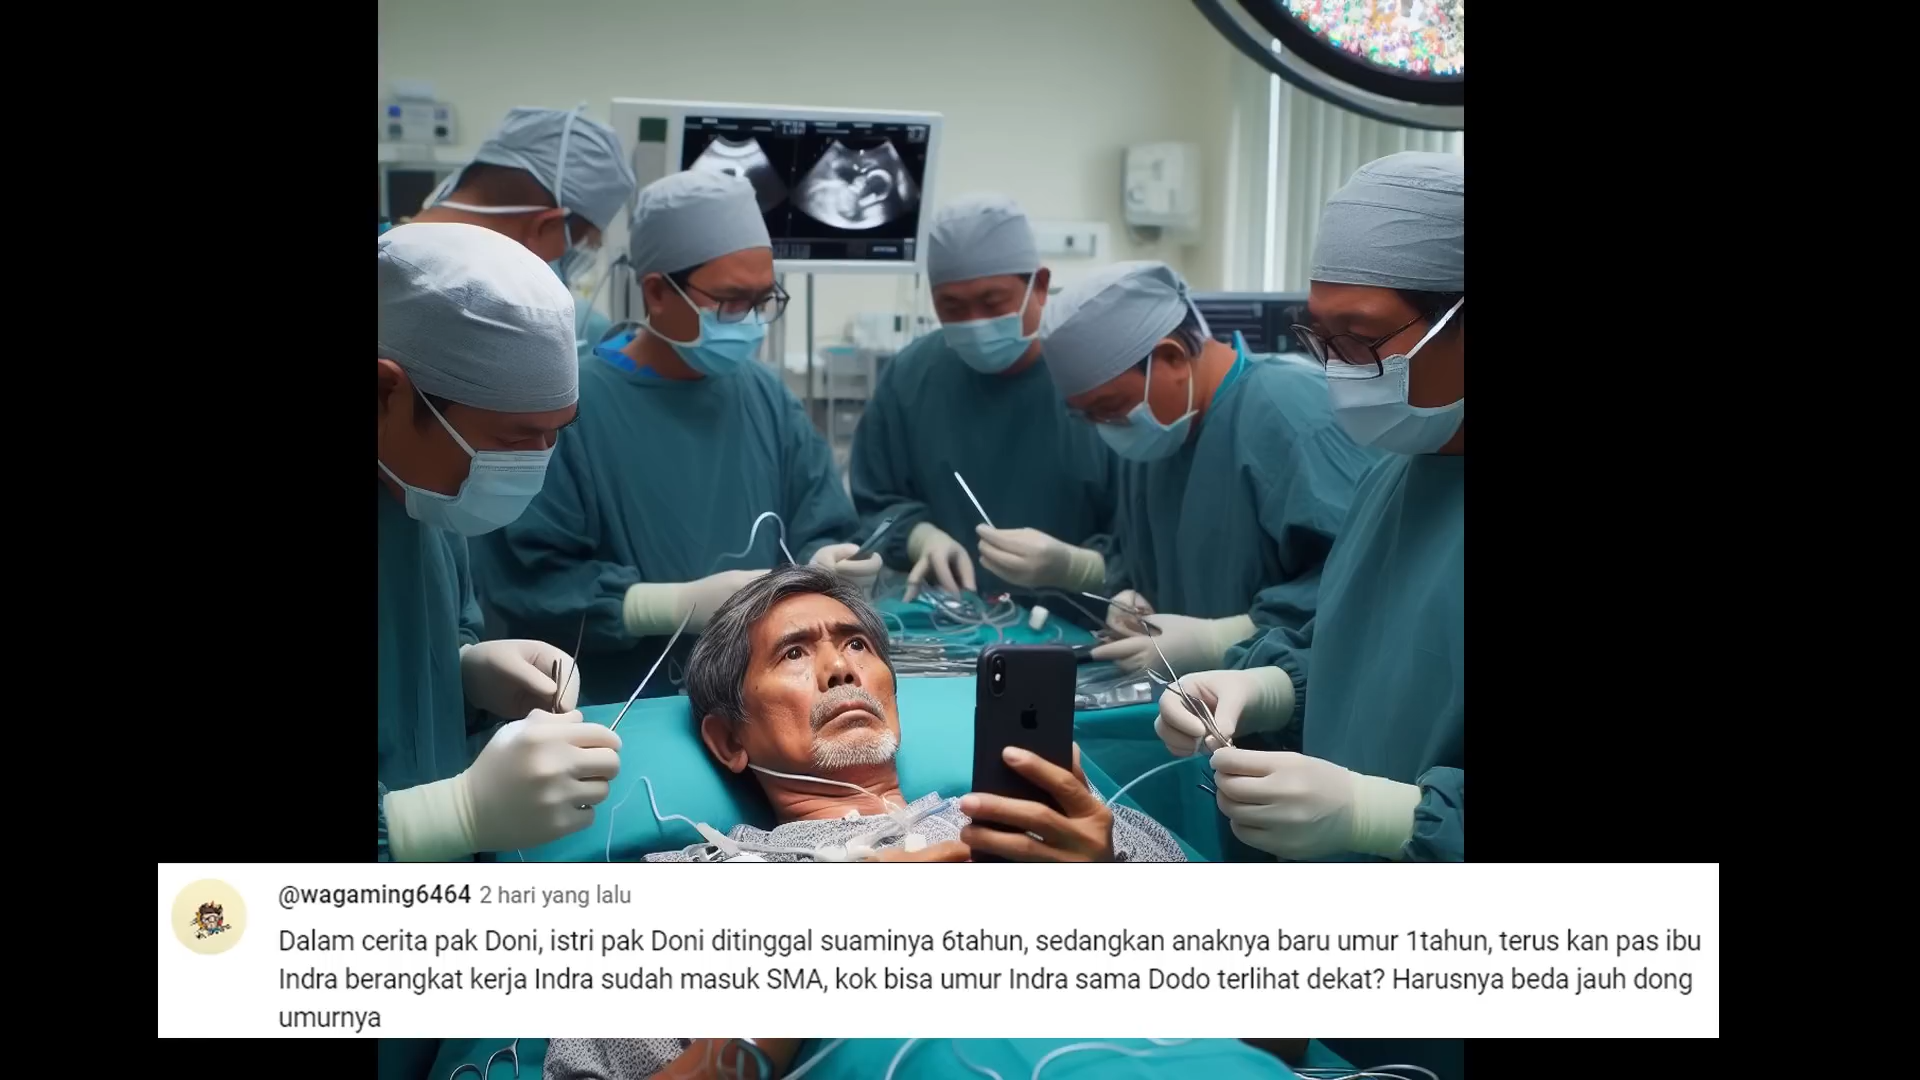 @wagaming6464 2 hari yang lalu
Dalam cerita pak Doni, istri pak Doni ditinggal suaminya 6tahun, sedangkan anaknya baru umur 1tahun, terus kan pas ibu
Indra berangkat kerja Indra sudah masuk SMA, kok bisa umur Indra sama Dodo terlihat dekat? Harusnya beda jauh dong
umurnya